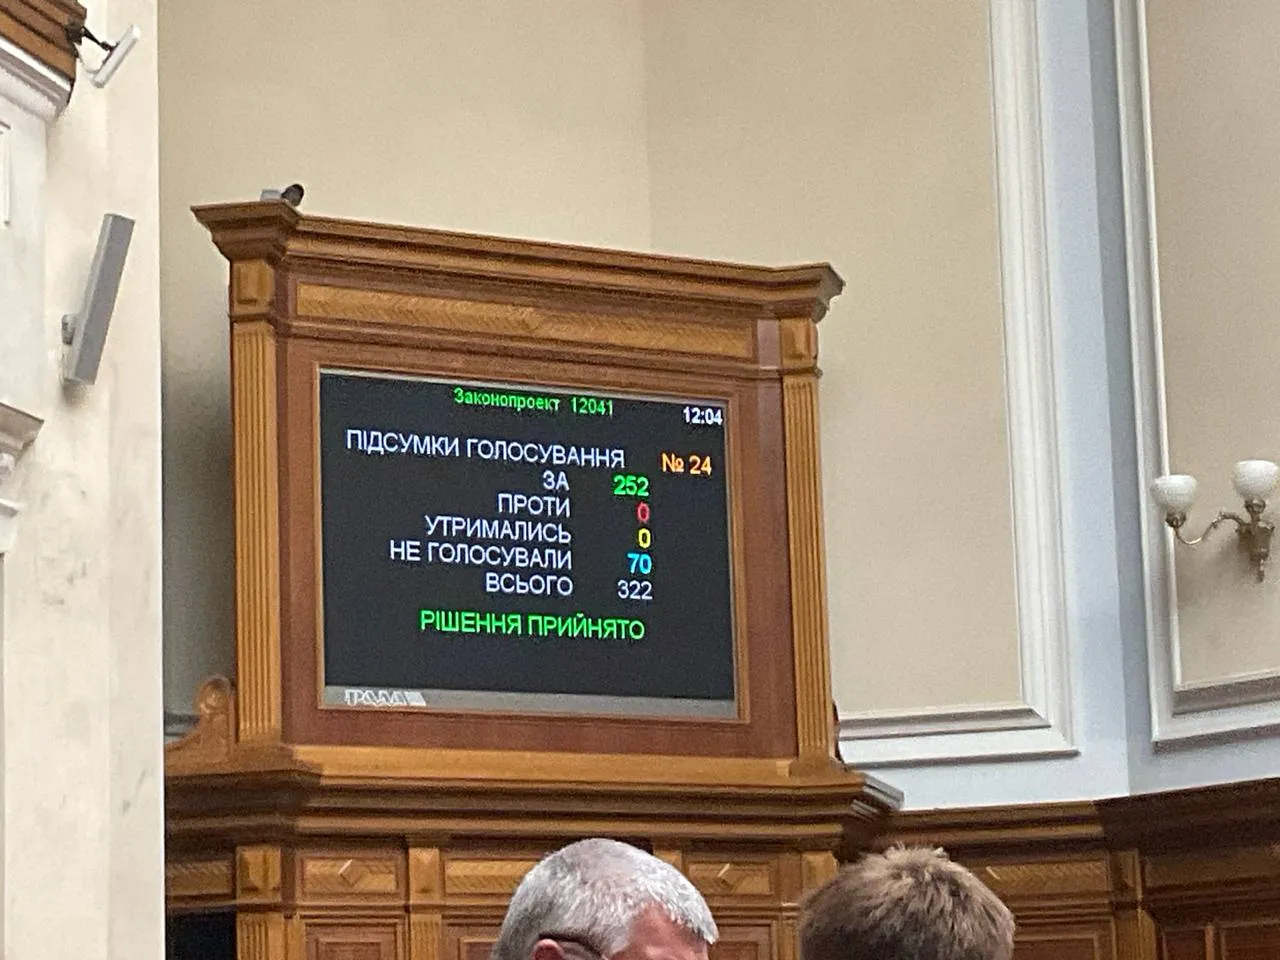 Законопроект 12041
12:04
ПІДСУМКИ ГОЛОСУВАННЯ № 24
ЗА 252
ПРОТИ 0
УТРИМАЛИСЬ 0
НЕ ГОЛОСУВАЛИ 70
ВСЬОГО 322
РІШЕННЯ ПРИЙНЯТО
РАДА